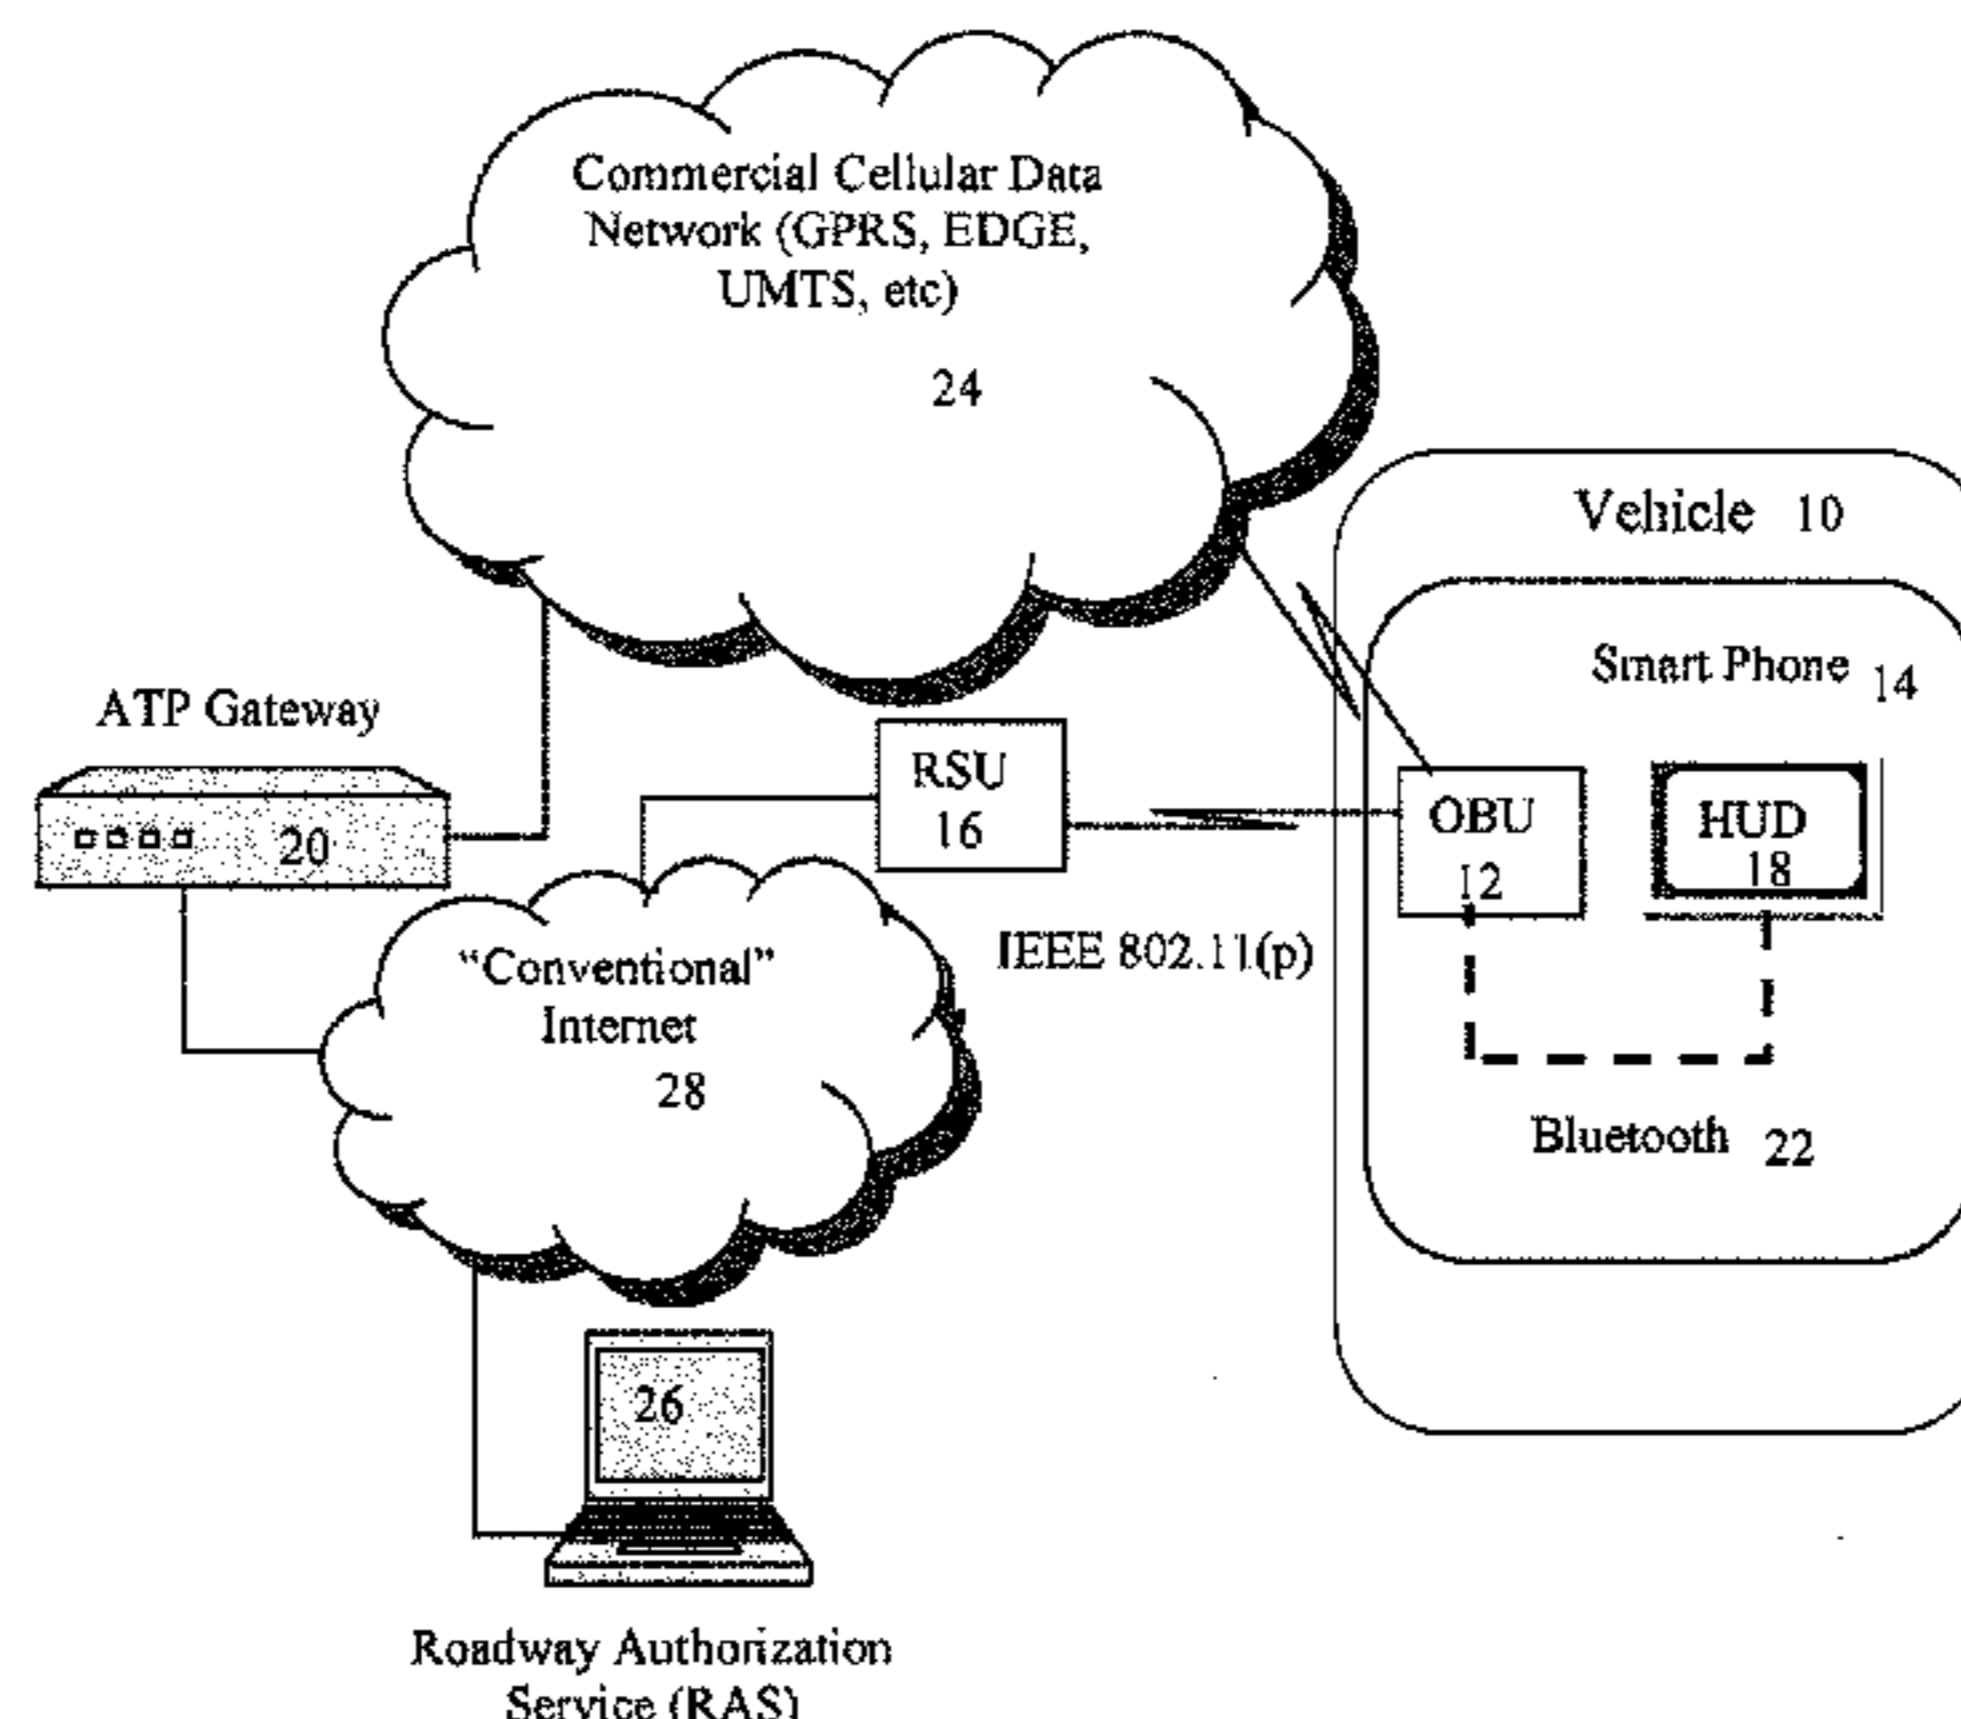 Commercial Cellular Data
Network (GPRS, EDGE,
UMTS, etc)
24
Vehicle 10
Smart Phone 14
ATP Gateway
20
RSU
16
OBU
12
HUD
18
IEEE 802.11(p)
"Conventional"
Internet
28
Bluetooth 22
26
Roadway Authorization
Service (RAS)